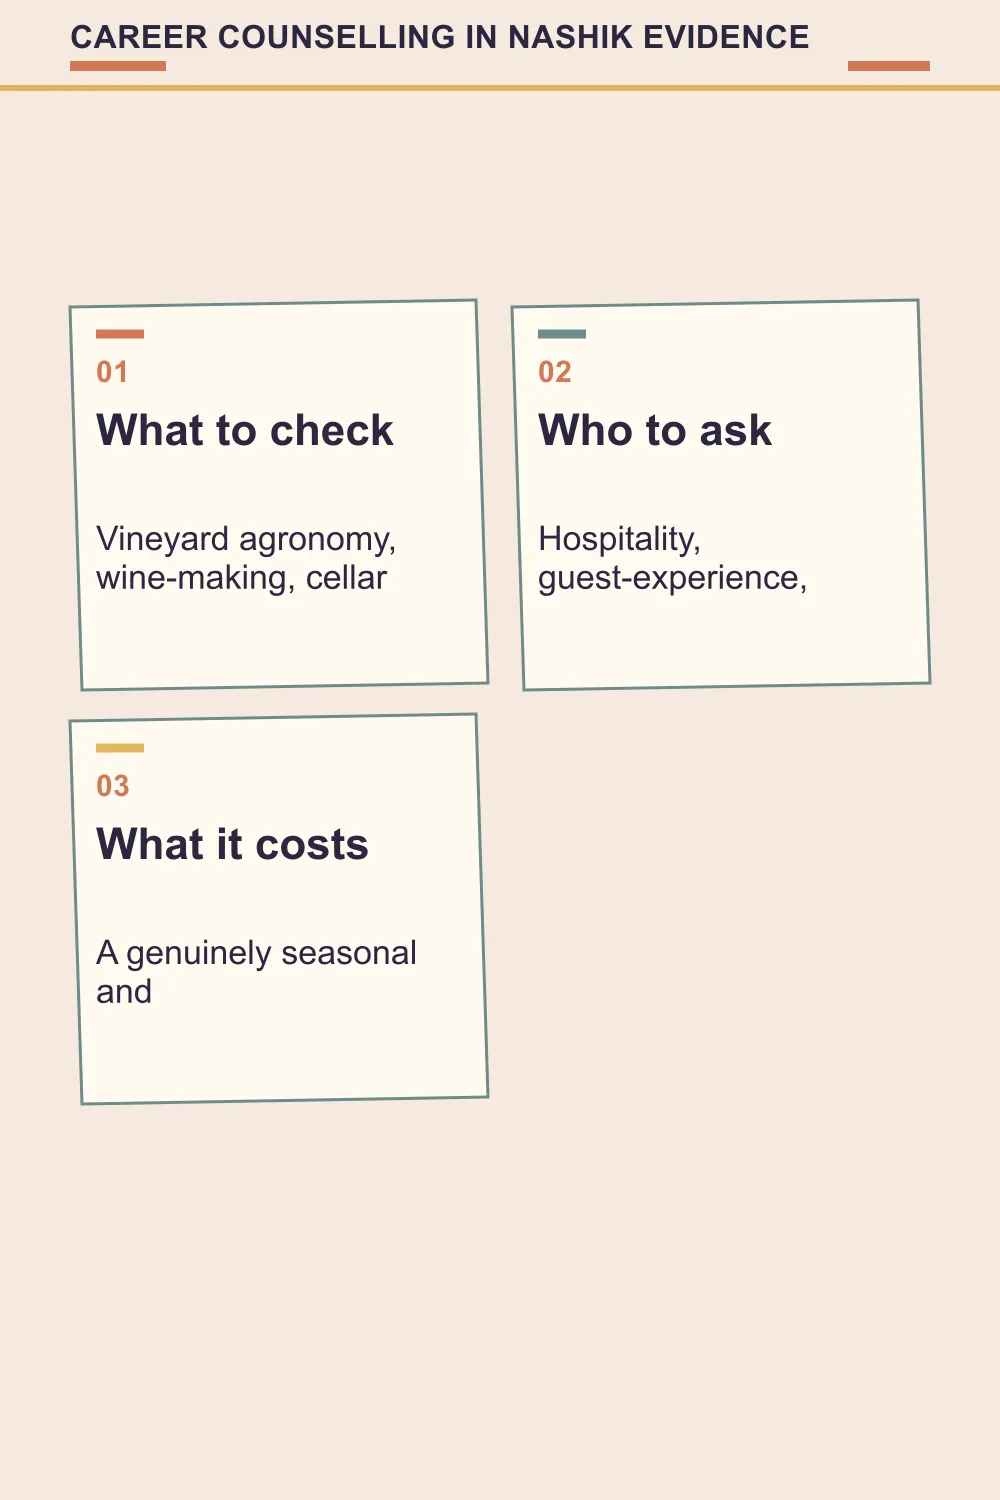 CAREER COUNSELLING IN NASHIK EVIDENCE
01
What to check
Vineyard agronomy,
wine-making, cellar
02
Who to ask
Hospitality,
guest-experience,
03
What it costs
A genuinely seasonal
and